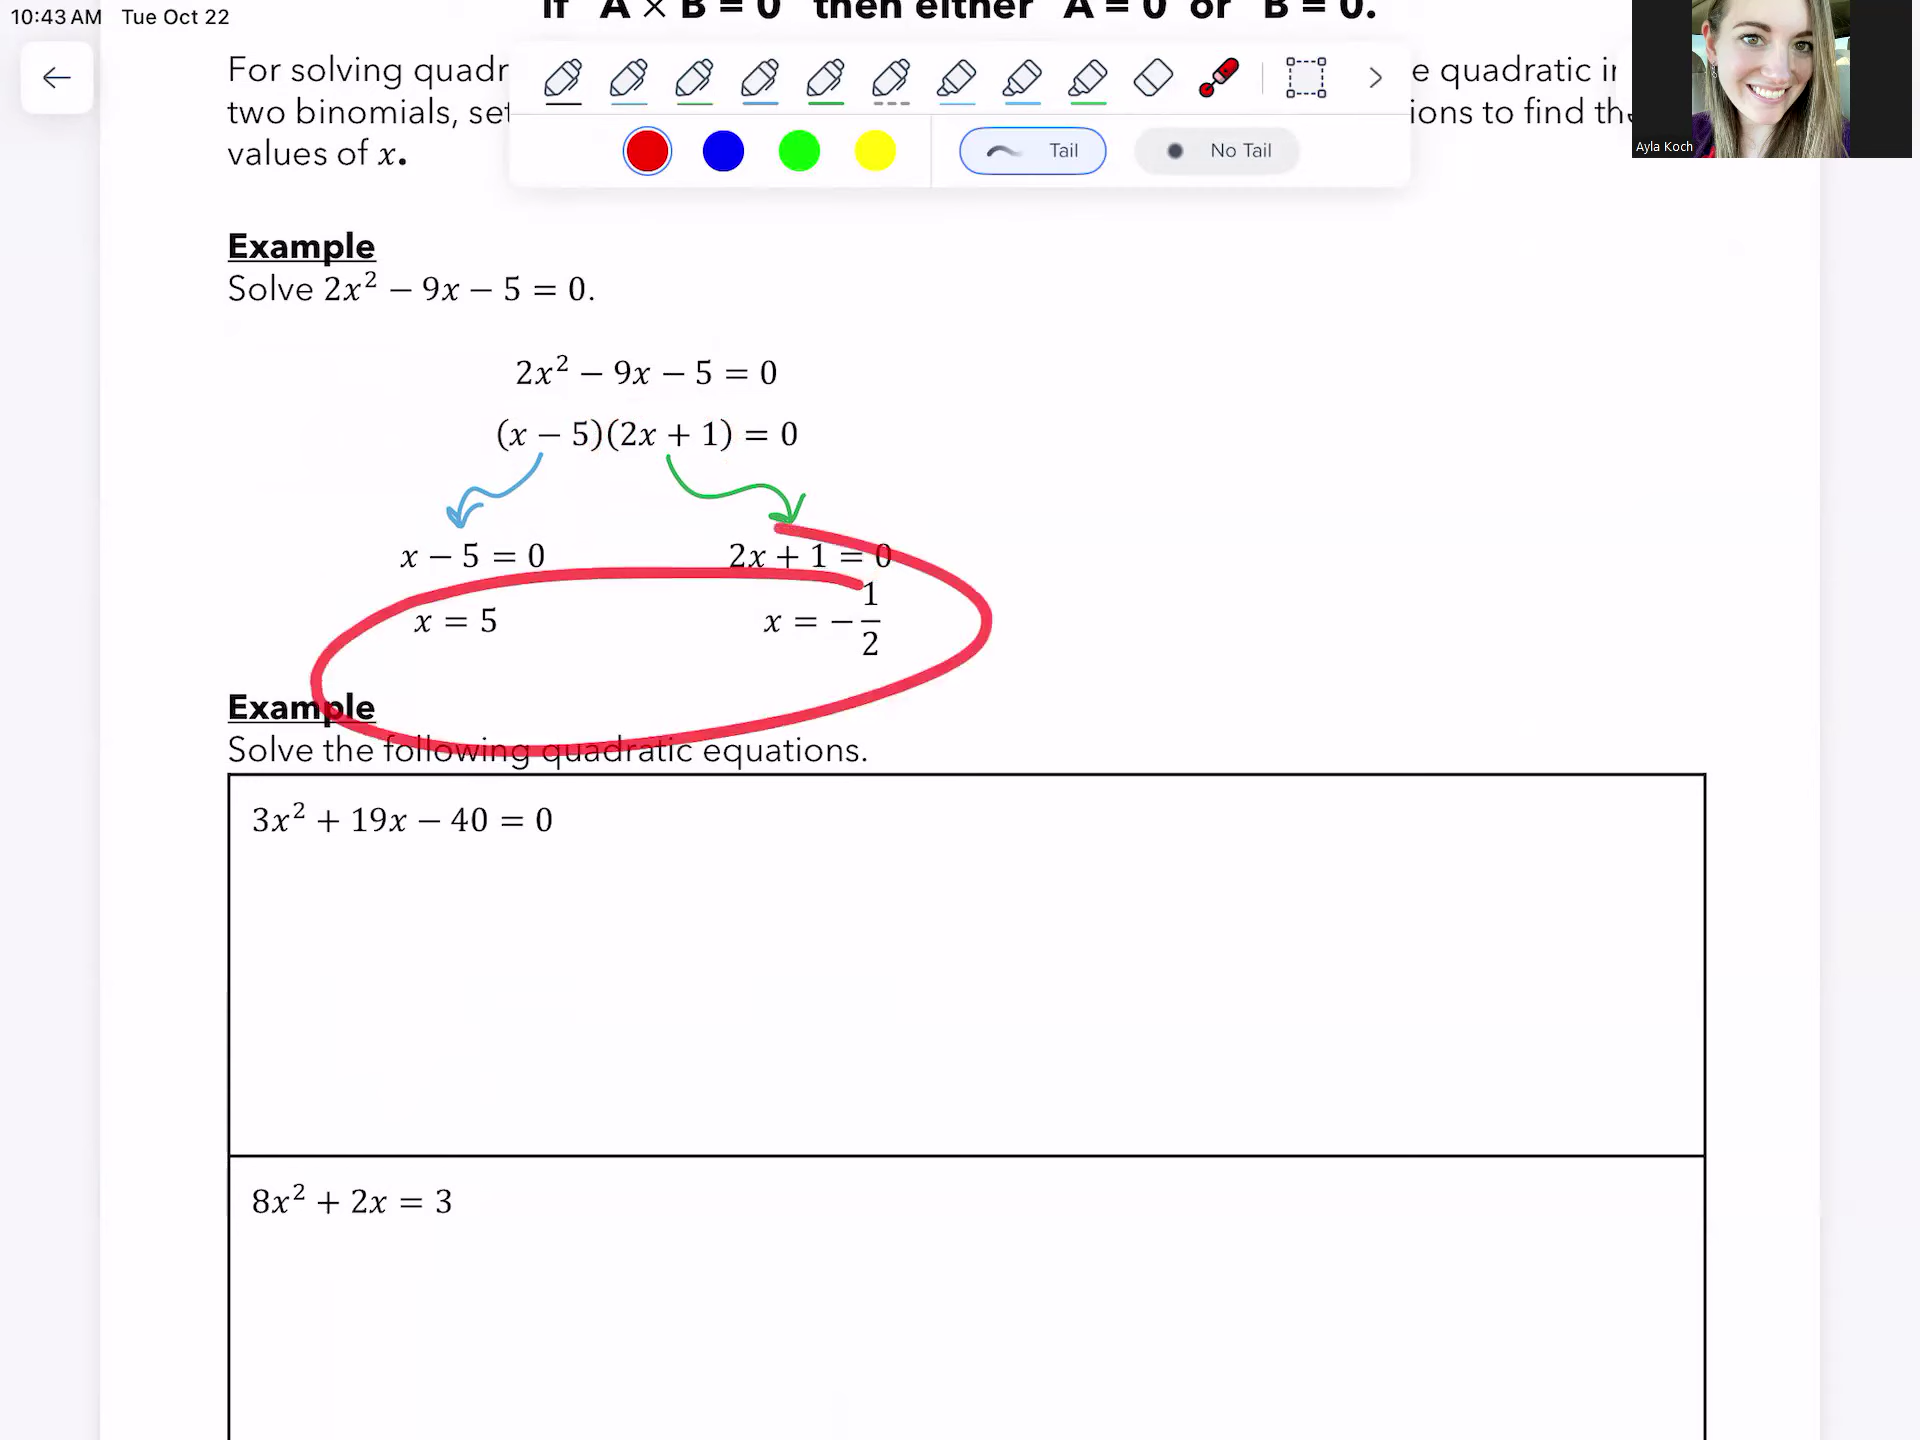 10:43 AM Tue Oct 22
If A × B = 0 then either A = 0 or B = 0.
For solving quadr e quadratic in
two binomials, set ions to find the
values of x.
Tail No Tail
Ayla Koch
Example
Solve 2x² − 9x − 5 = 0.
2x² − 9x − 5 = 0
(x − 5)(2x + 1) = 0
x − 5 = 0 2x + 1 = 0
x = 5 x = −1/2
Example
Solve the following quadratic equations.
3x² + 19x − 40 = 0
8x² + 2x = 3